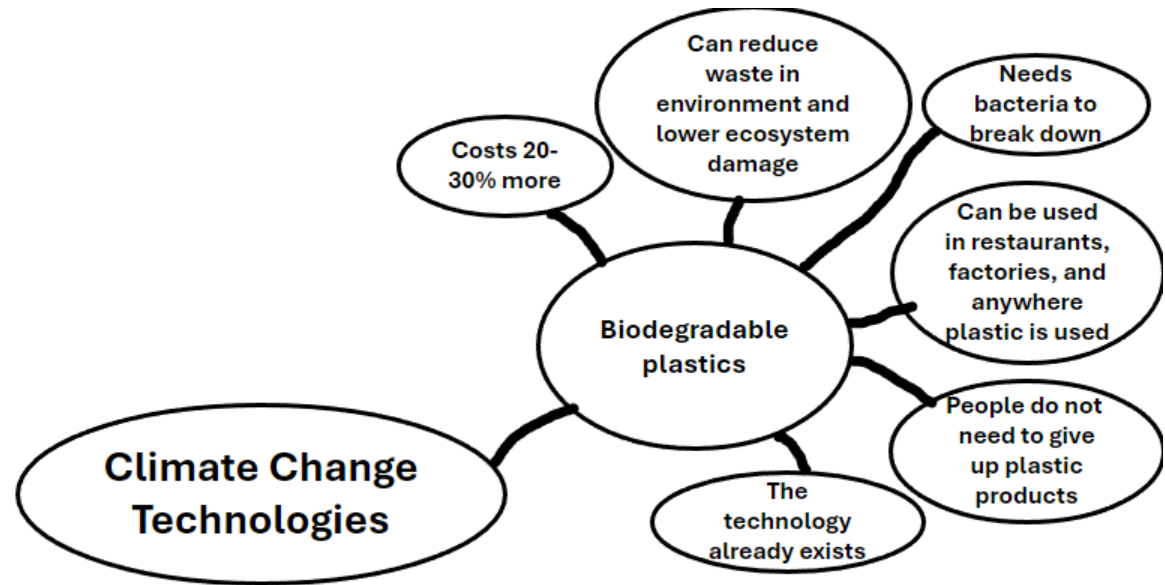 Can reduce
waste in
environment and
lower ecosystem
damage
Needs
bacteria to
break down
Costs 20-
30% more
Can be used
in restaurants,
factories, and
anywhere
plastic is used
Biodegradable
plastics
People do not
need to give
up plastic
products
Climate Change
Technologies
The
technology
already exists